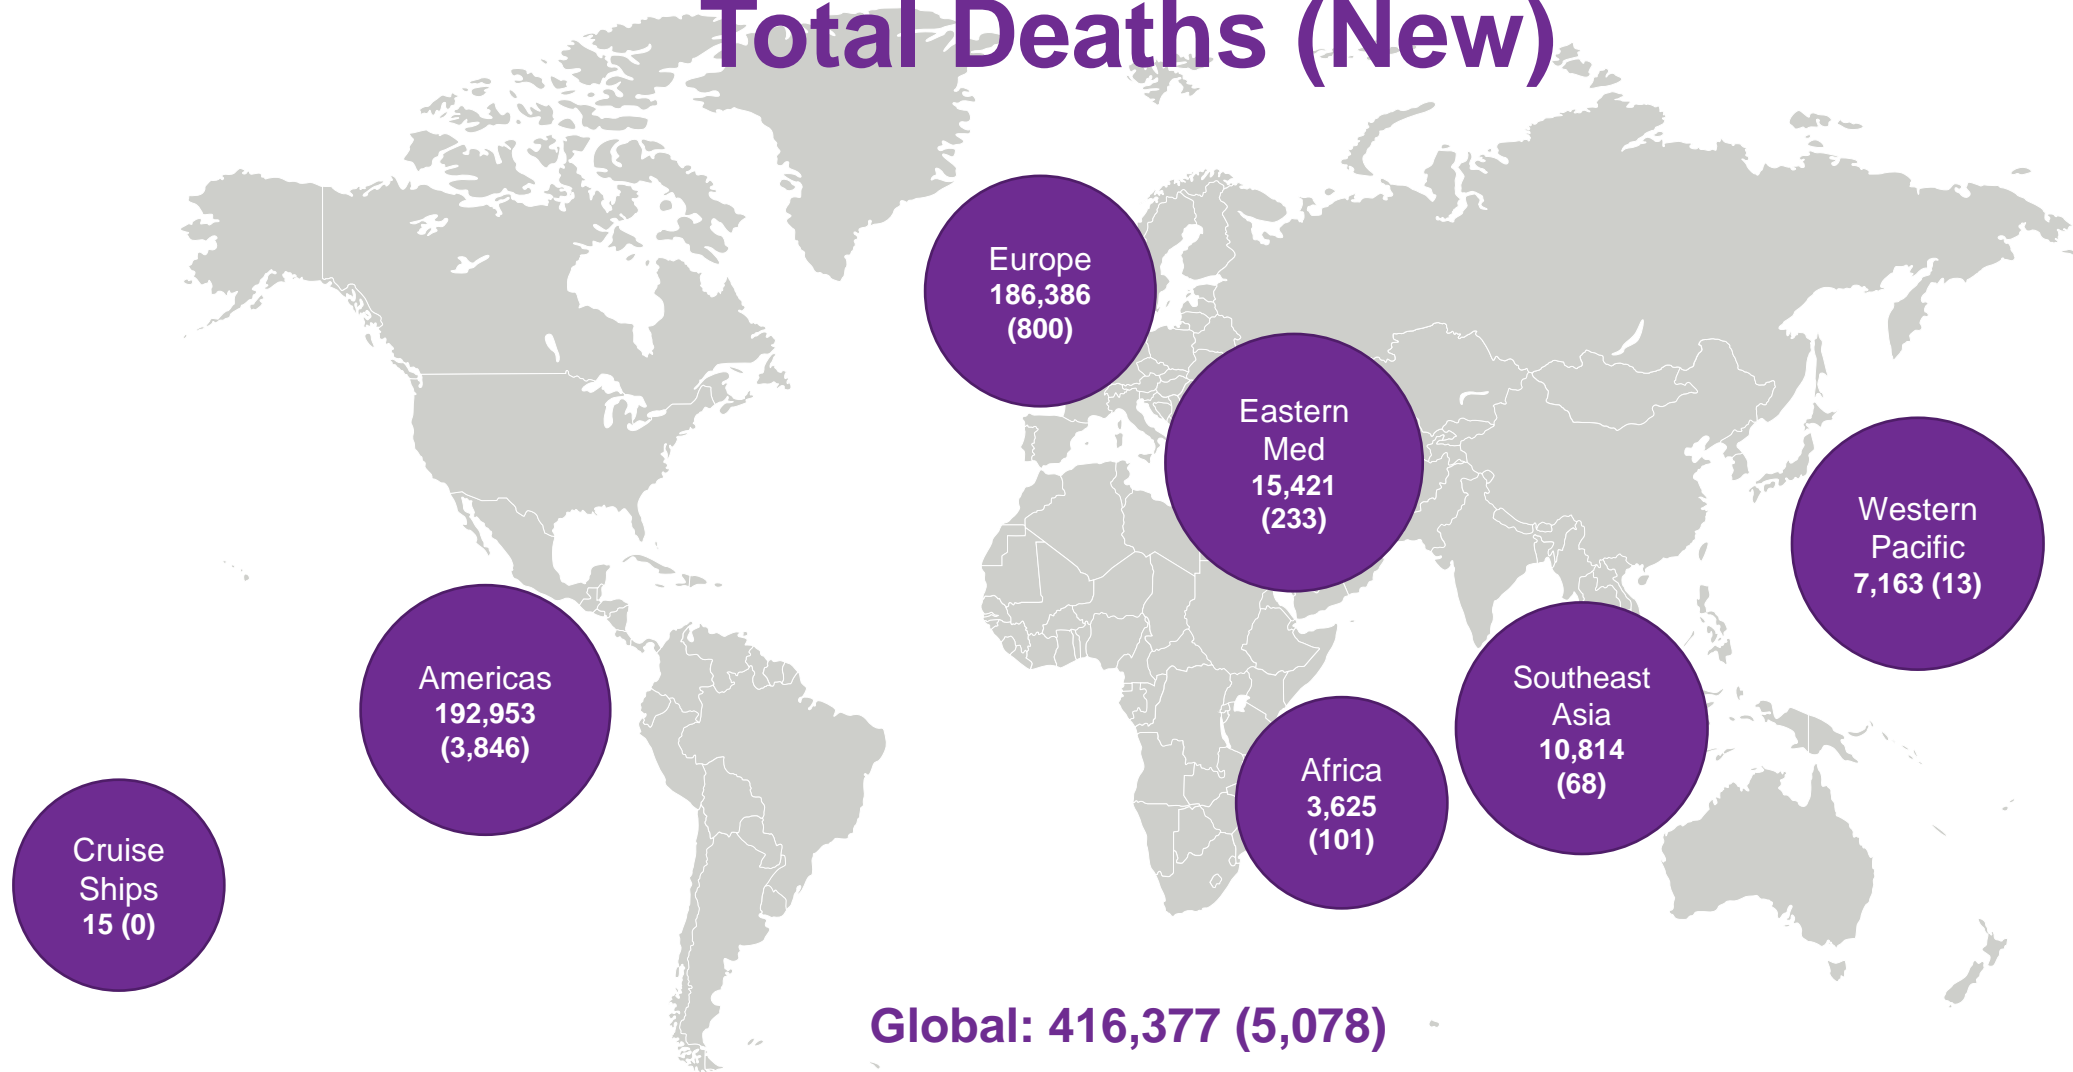 Total Deaths (New)
Europe
186,386
(800)
Eastern
Med
15,421
(233)
Western
Pacific
7,163 (13)
Americas
192,953
(3,846)
Southeast
Asia
10,814
(68)
Africa
3,625
(101)
Cruise
Ships
15 (0)
Global: 416,377 (5,078)